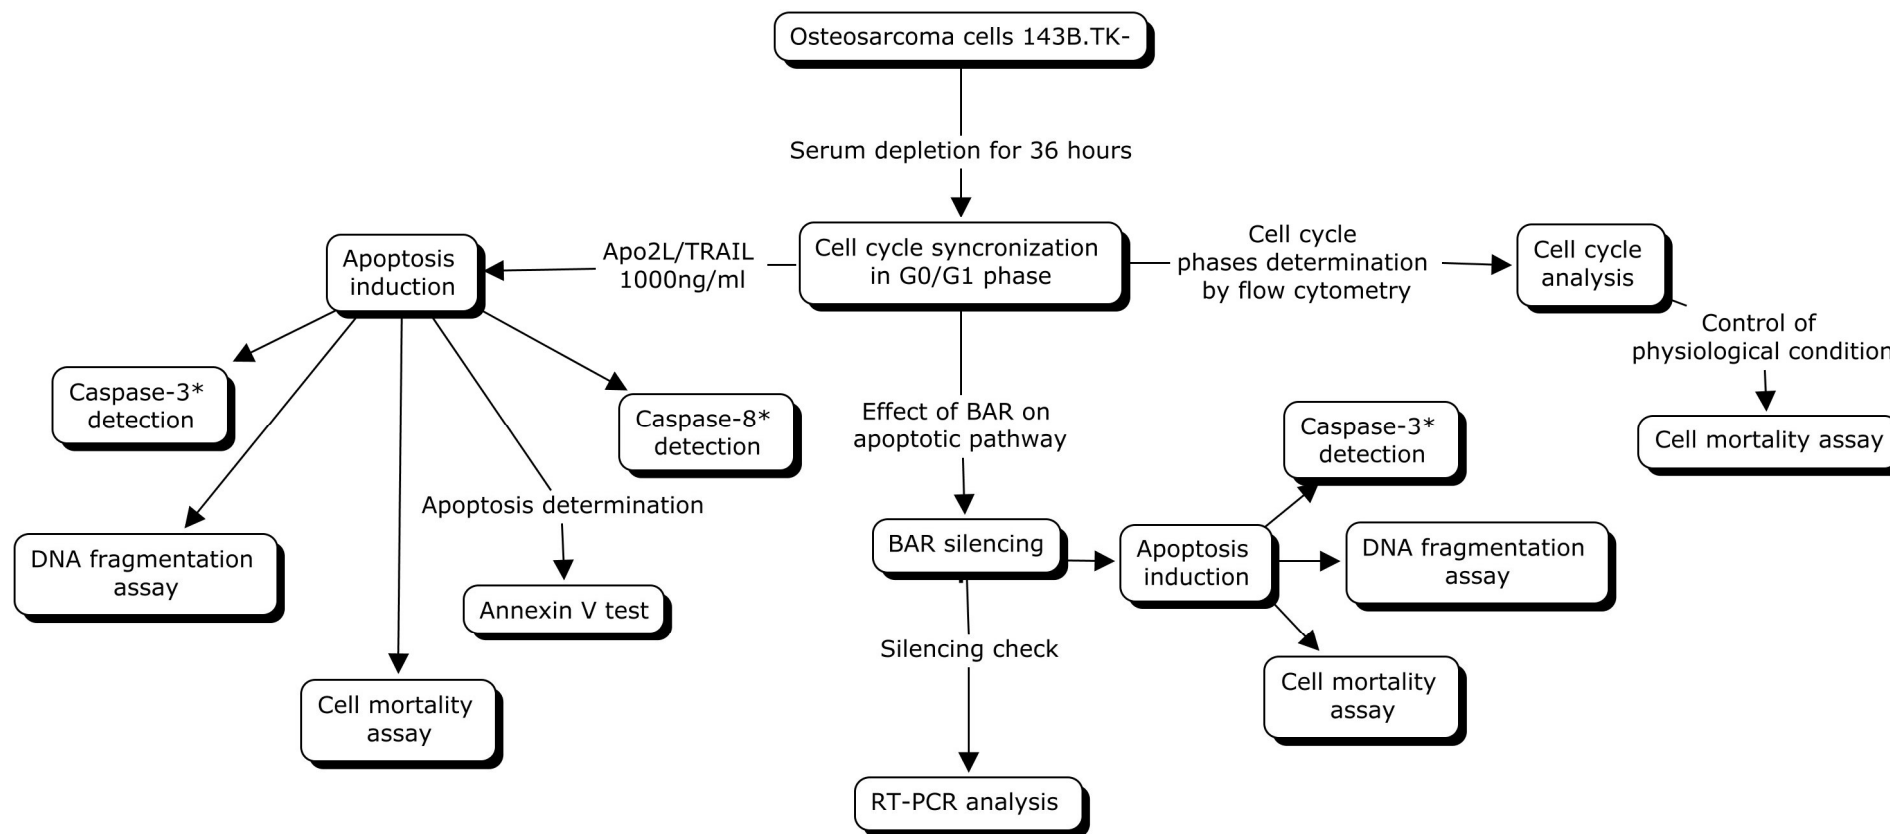 Osteosarcoma cells 143B.TK-
Serum depletion for 36 hours
Cell cycle syncronization
in G0/G1 phase
Apo2L/TRAIL
1000ng/ml
Apoptosis
induction
Caspase-3*
detection
DNA fragmentation
assay
Cell mortality
assay
Apoptosis determination
Annexin V test
Caspase-8*
detection
Cell cycle
phases determination
by flow cytometry
Cell cycle
analysis
Control of
physiological condition
Cell mortality assay
Effect of BAR on
apoptotic pathway
BAR silencing
Silencing check
RT-PCR analysis
Apoptosis
induction
Caspase-3*
detection
DNA fragmentation
assay
Cell mortality
assay